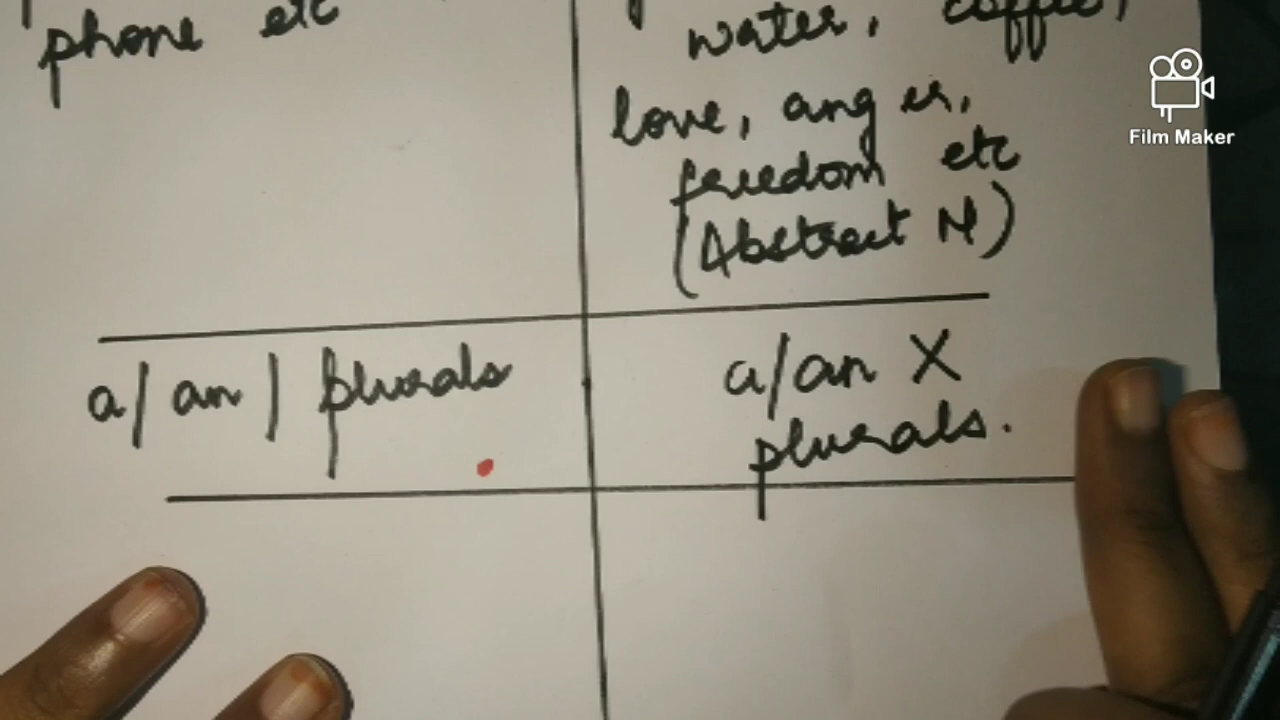 phone etc
water, coffee,
love, anger,
freedom etc
(Abstract N)
a/ an / plurals
a/an X
plurals.
Film Maker